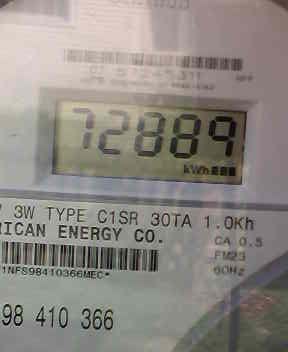 72889
kWh
3W TYPE C1SR 30TA 1.0Kh
RICAN ENERGY CO.
CA 0.5
FM23
60Hz
1NFS98410366MEC*
98 410 366